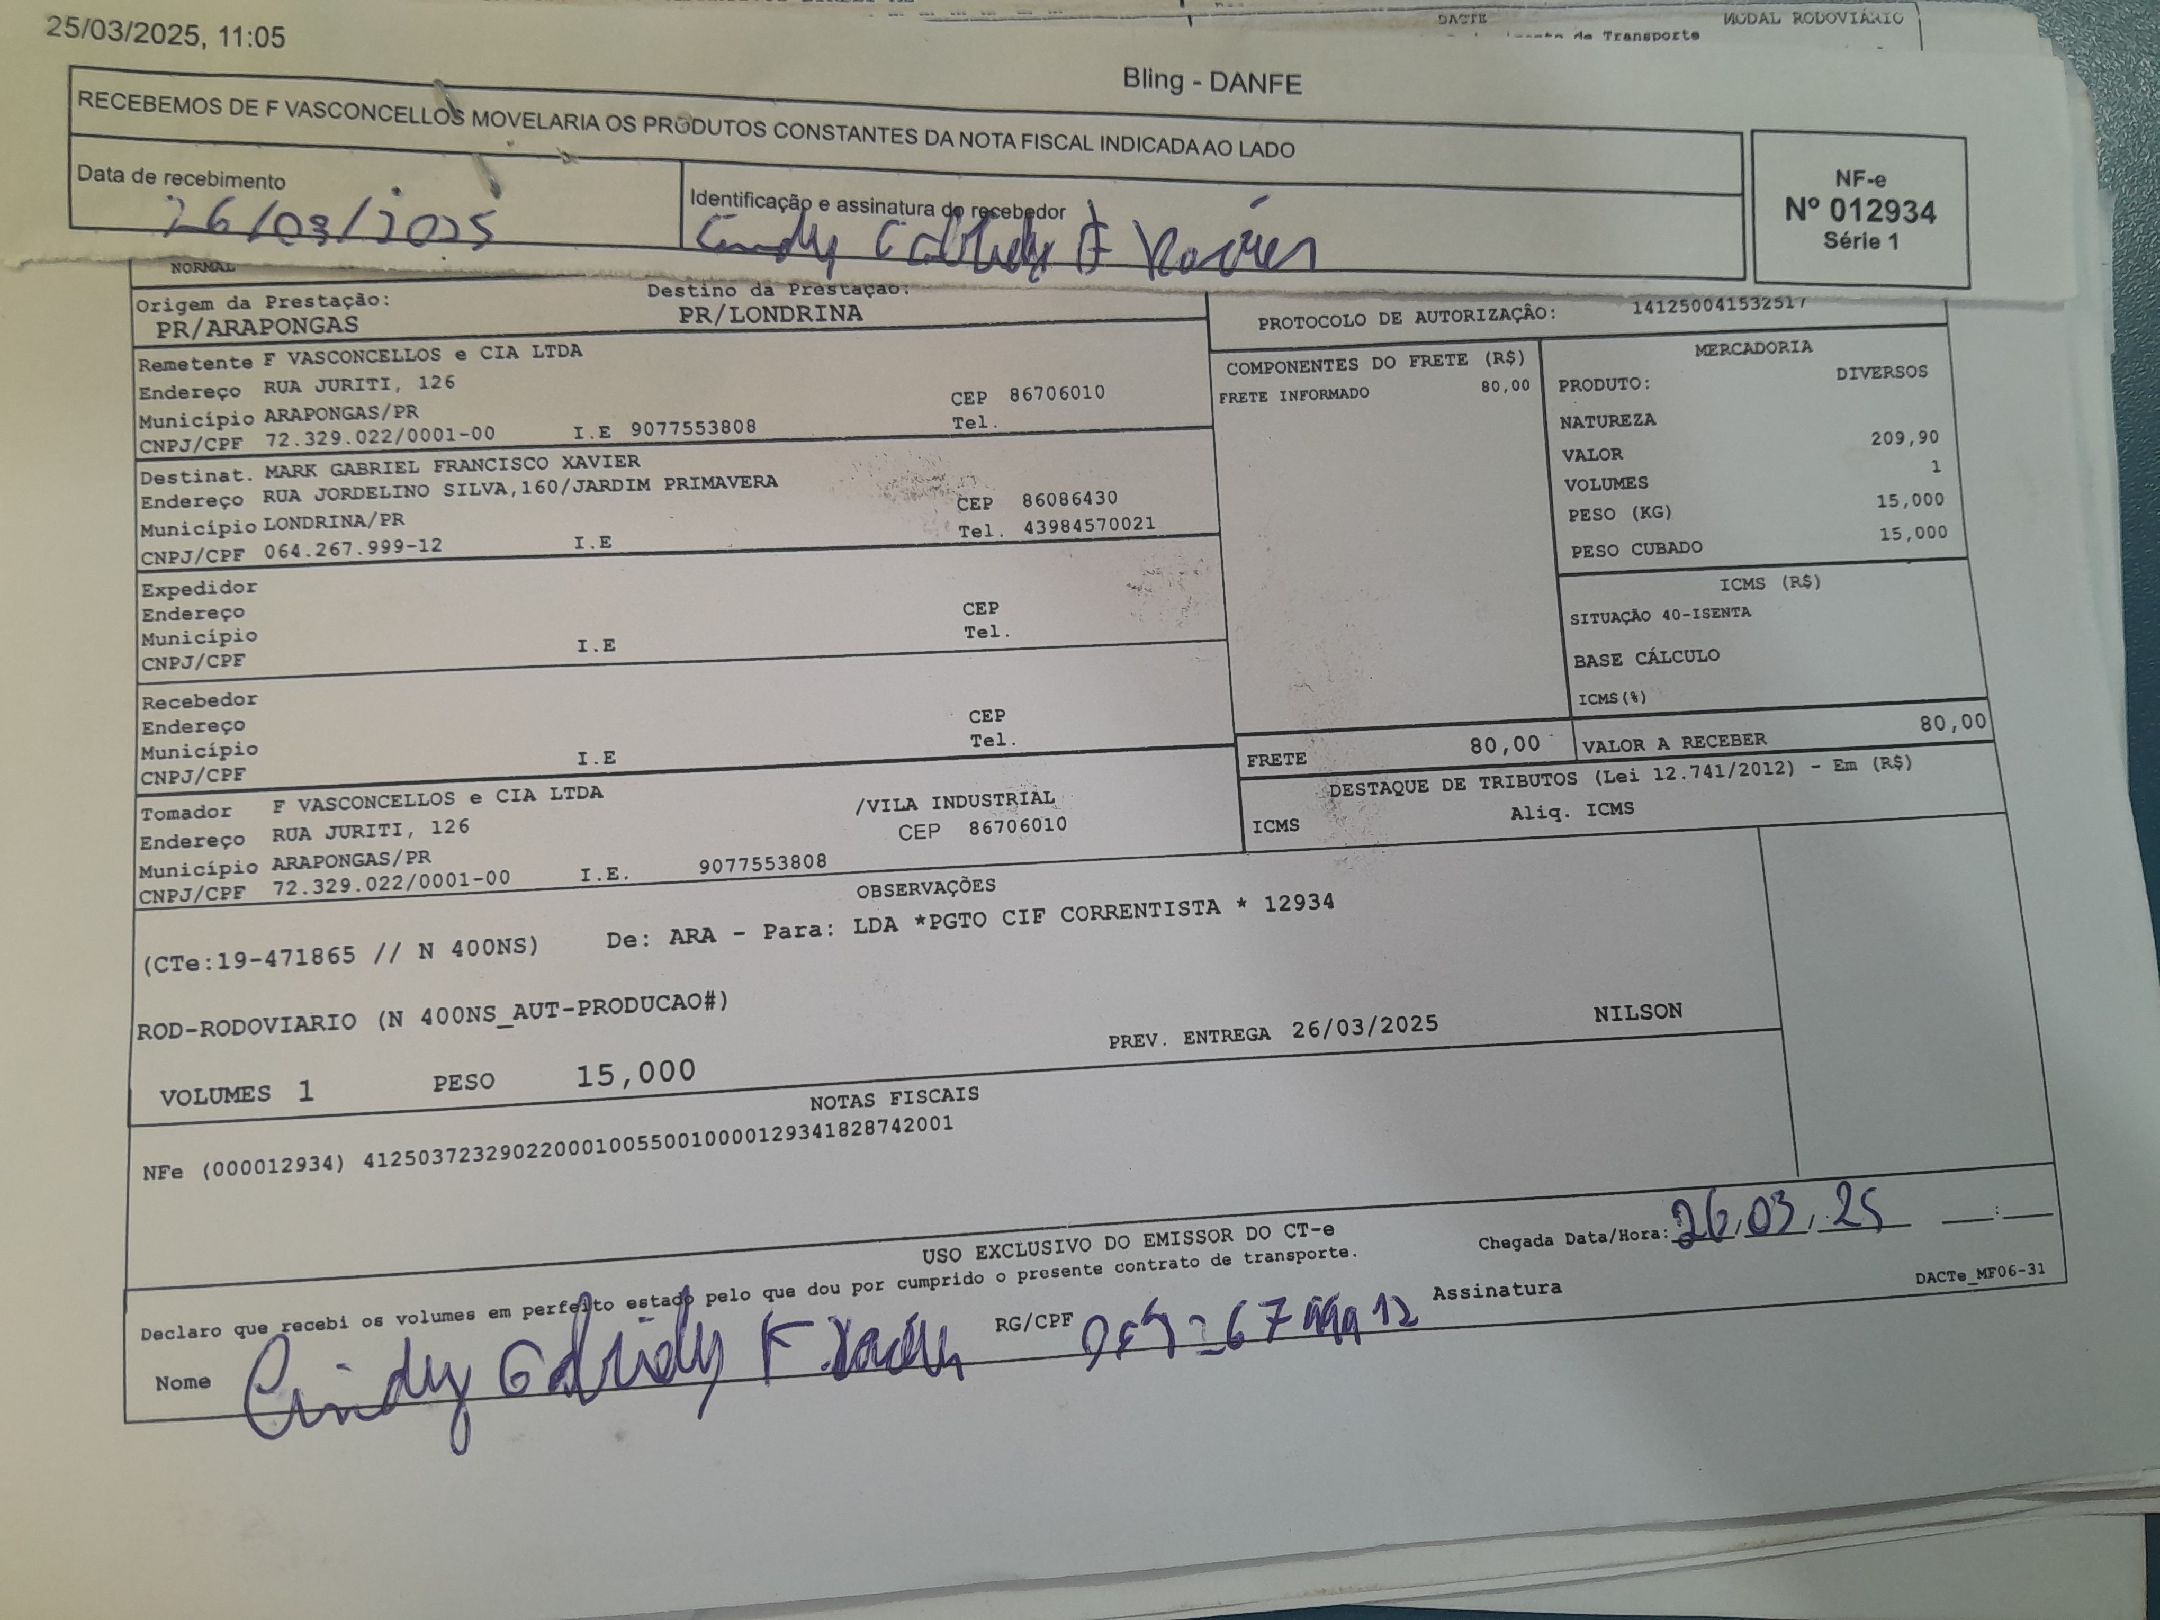 DACTE
MODAL RODOVIÁRIO
de Transporte
25/03/2025, 11:05
Bling - DANFE
RECEBEMOS DE F VASCONCELLOS MOVELARIA OS PRODUTOS CONSTANTES DA NOTA FISCAL INDICADA AO LADO
Data de recebimento
26/03/2025
Identificação e assinatura do recebedor
Cindy Xavier
NF-e
Nº 012934
Série 1
NORMAL
Origem da Prestação:
PR/ARAPONGAS
Destino da Prestação:
PR/LONDRINA
PROTOCOLO DE AUTORIZAÇÃO: 141250041532517
Remetente F VASCONCELLOS e CIA LTDA
Endereço RUA JURITI, 126
CEP 86706010
Município ARAPONGAS/PR
Tel.
CNPJ/CPF 72.329.022/0001-00 I.E 9077553808
Destinat. MARK GABRIEL FRANCISCO XAVIER
Endereço RUA JORDELINO SILVA,160/JARDIM PRIMAVERA
CEP 86086430
Município LONDRINA/PR
Tel. 43984570021
CNPJ/CPF 064.267.999-12 I.E
Expedidor
Endereço
CEP
Município
Tel.
CNPJ/CPF I.E
Recebedor
Endereço
CEP
Município
Tel.
CNPJ/CPF I.E
Tomador F VASCONCELLOS e CIA LTDA
/VILA INDUSTRIAL
Endereço RUA JURITI, 126
CEP 86706010
Município ARAPONGAS/PR
CNPJ/CPF 72.329.022/0001-00 I.E. 9077553808
COMPONENTES DO FRETE (R$)
FRETE INFORMADO 80,00
MERCADORIA
PRODUTO: DIVERSOS
NATUREZA
VALOR 209,90
VOLUMES 1
PESO (KG) 15,000
PESO CUBADO 15,000
ICMS (R$)
SITUAÇÃO 40-ISENTA
BASE CÁLCULO
ICMS(%)
FRETE 80,00
VALOR A RECEBER 80,00
DESTAQUE DE TRIBUTOS (Lei 12.741/2012) - Em (R$)
ICMS Aliq. ICMS
OBSERVAÇÕES
(CTe:19-471865 // N 400NS) De: ARA - Para: LDA *PGTO CIF CORRENTISTA * 12934
ROD-RODOVIARIO (N 400NS_AUT-PRODUCAO#)
PREV. ENTREGA 26/03/2025 NILSON
VOLUMES 1 PESO 15,000
NOTAS FISCAIS
NFe (000012934) 41250372329022000100550010000129341828742001
USO EXCLUSIVO DO EMISSOR DO CT-e
Declaro que recebi os volumes em perfeito estado pelo que dou por cumprido o presente contrato de transporte.
Chegada Data/Hora: 26,03,25
Nome Cindy F. Xavier
RG/CPF
Assinatura
DACTe_MF06-31